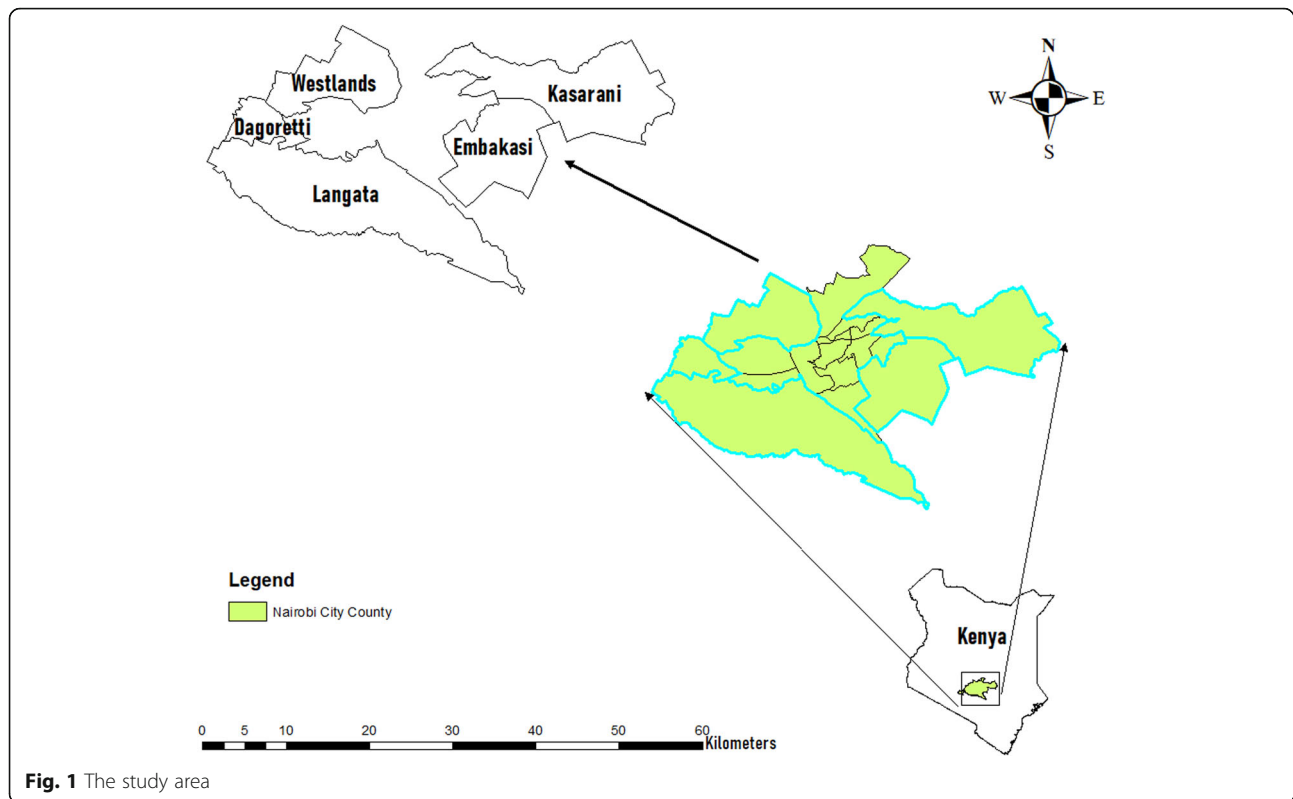 N
Westlands
Kasarani
W E
Dagoretti
Embakasi
S
Langata
Legend
Nairobi City County
Kenya
0 5 10 20 30 40 50 60
Kilometers
Fig. 1 The study area